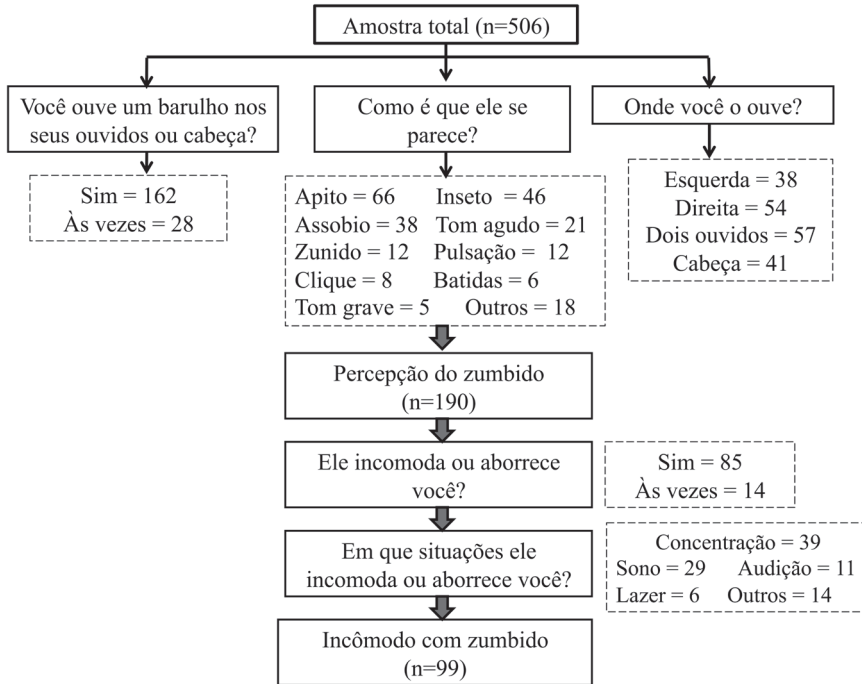 Amostra total (n=506)
Você ouve um barulho nos
seus ouvidos ou cabeça?
Sim = 162
Às vezes = 28
Como é que ele se
parece?
Apito = 66 Inseto = 46
Assobio = 38 Tom agudo = 21
Zunido = 12 Pulsação = 12
Clique = 8 Batidas = 6
Tom grave = 5 Outros = 18
Onde você o ouve?
Esquerda = 38
Direita = 54
Dois ouvidos = 57
Cabeça = 41
Percepção do zumbido
(n=190)
Ele incomoda ou aborrece
você?
Sim = 85
Às vezes = 14
Em que situações ele
incomoda ou aborrece você?
Concentração = 39
Sono = 29 Audição = 11
Lazer = 6 Outros = 14
Incômodo com zumbido
(n=99)